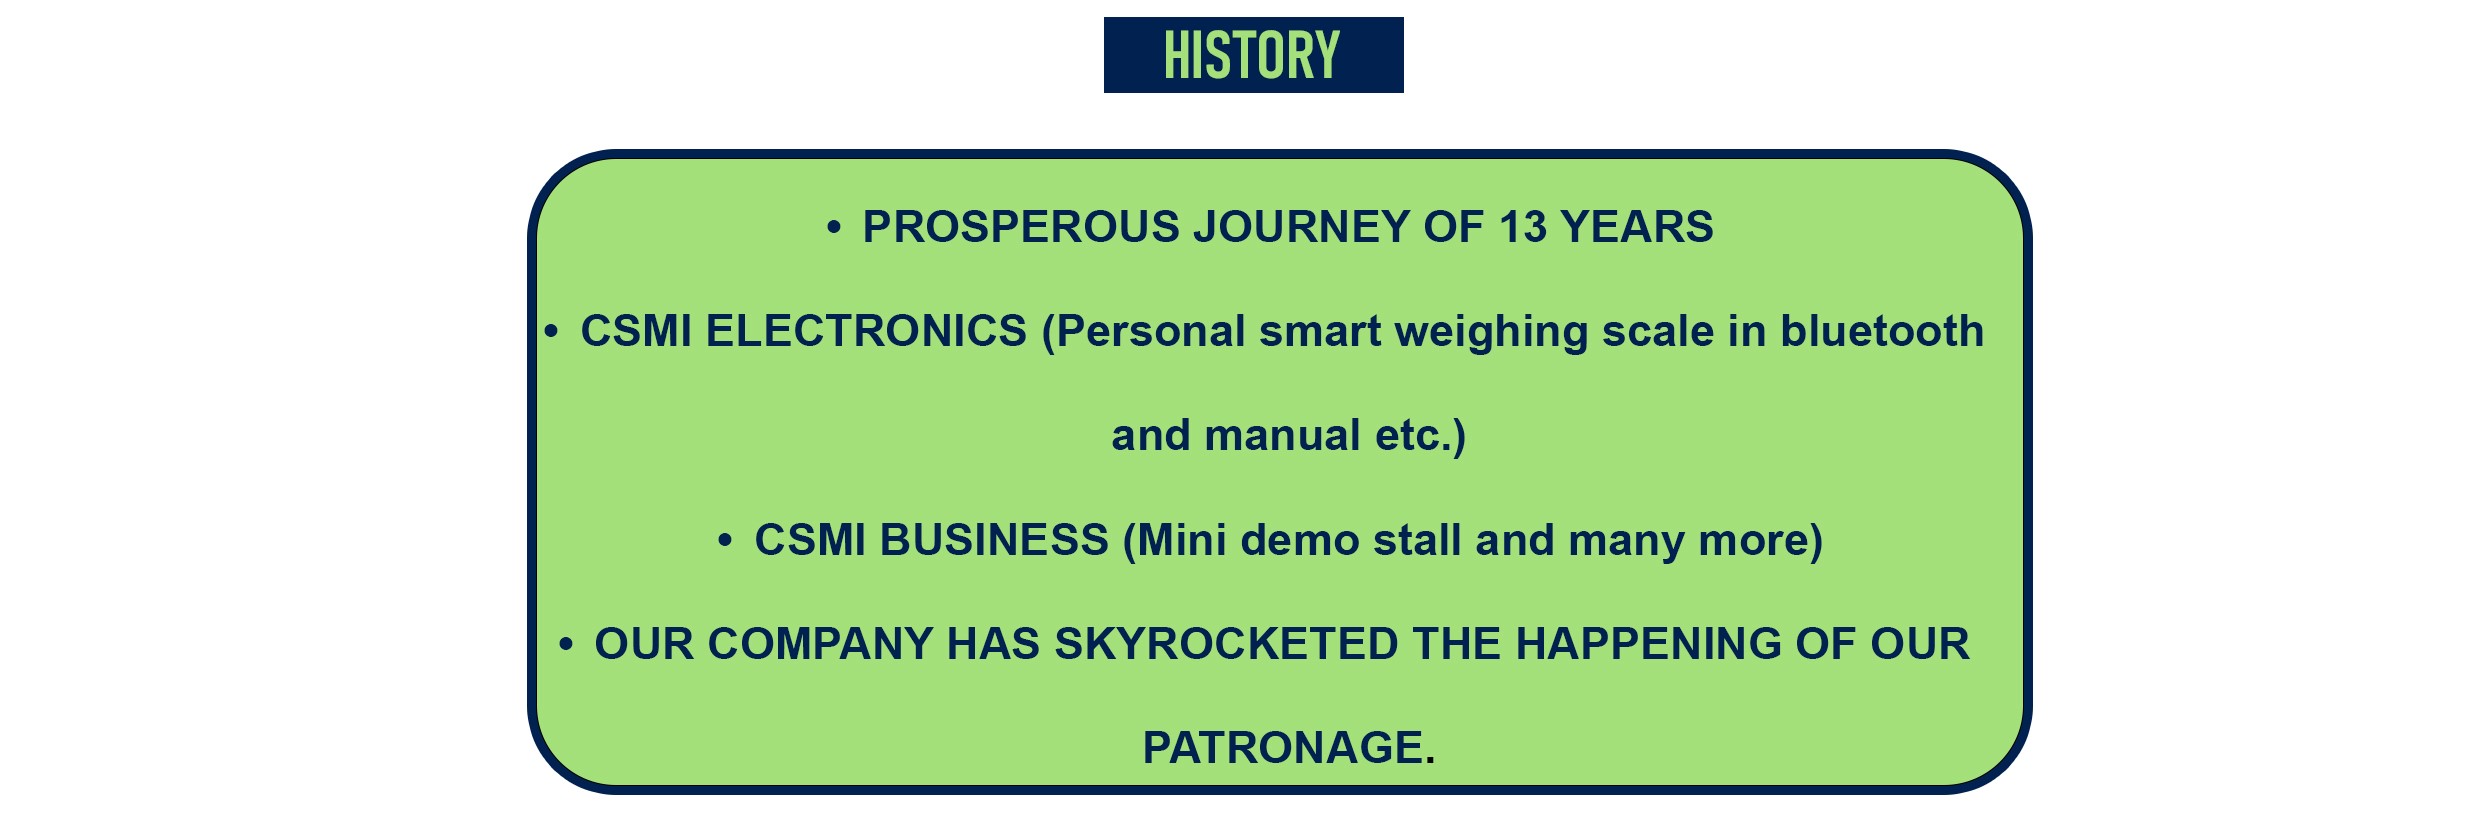 HISTORY
• PROSPEROUS JOURNEY OF 13 YEARS
• CSMI ELECTRONICS (Personal smart weighing scale in bluetooth
and manual etc.)
• CSMI BUSINESS (Mini demo stall and many more)
• OUR COMPANY HAS SKYROCKETED THE HAPPENING OF OUR
PATRONAGE.